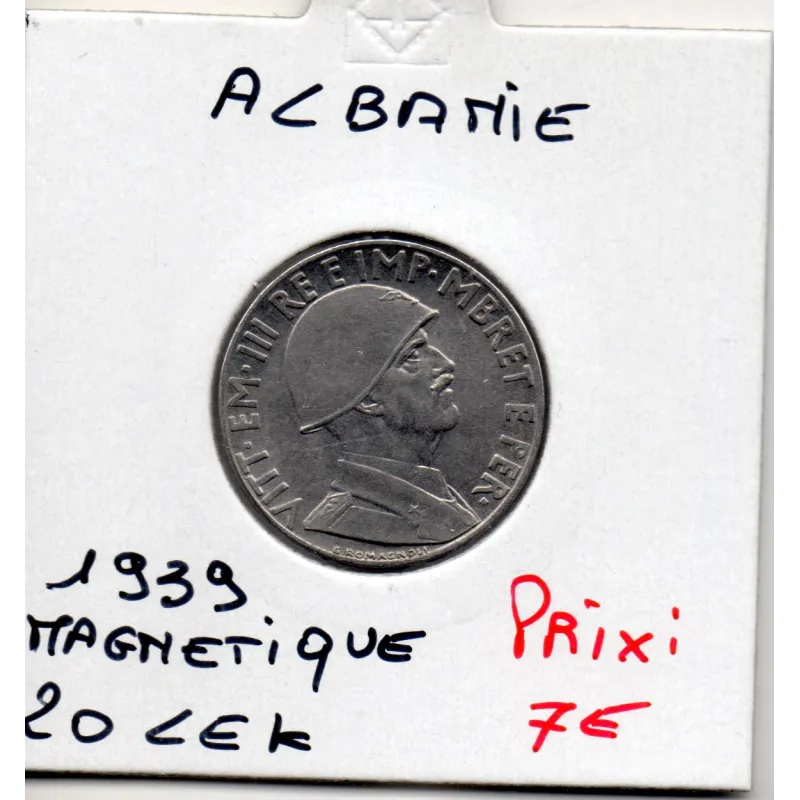 ALBANIE
VITT·EM·III RE E IMP·MBRET E PER·
G.ROMAGNOLI
1939
MAGNETIQUE
20 LEK
PRIXI
7€